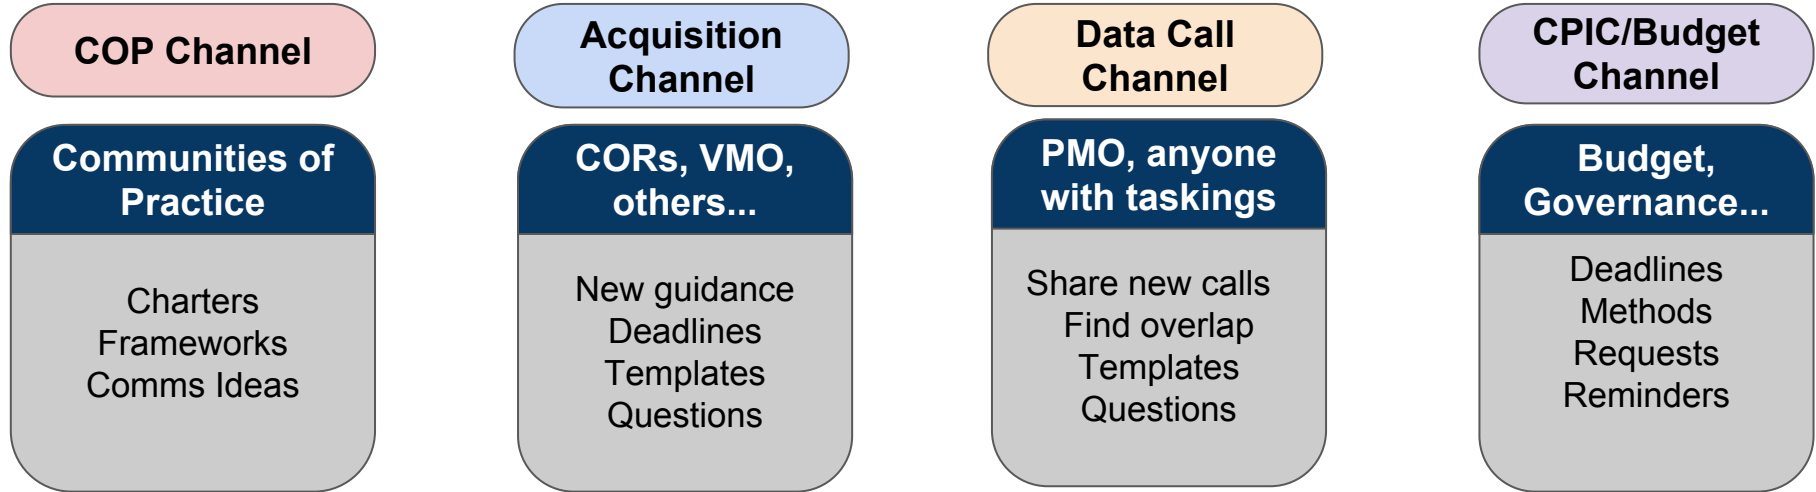 COP Channel
Communities of
Practice
Charters
Frameworks
Comms Ideas
Acquisition
Channel
CORs, VMO,
others...
New guidance
Deadlines
Templates
Questions
Data Call
Channel
PMO, anyone
with taskings
Share new calls
Find overlap
Templates
Questions
CPIC/Budget
Channel
Budget,
Governance...
Deadlines
Methods
Requests
Reminders